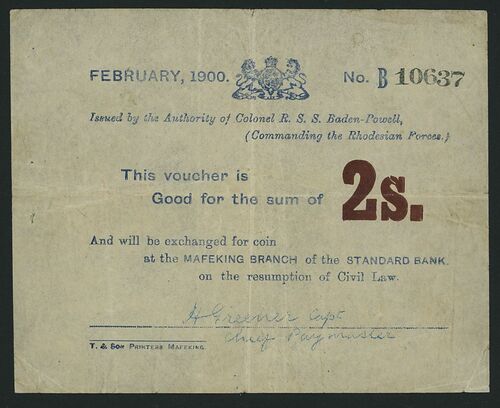 FEBRUARY, 1900. No. B 10637
Issued by the Authority of Colonel R. S. S. Baden-Powell,
(Commanding the Rhodesian Forces.)
This voucher is
Good for the sum of 2s.
And will be exchanged for coin
at the MAFEKING BRANCH of the STANDARD BANK.
on the resumption of Civil Law.
H Greener Capt
Chief Paymaster
T. & Son Printers Mafeking.